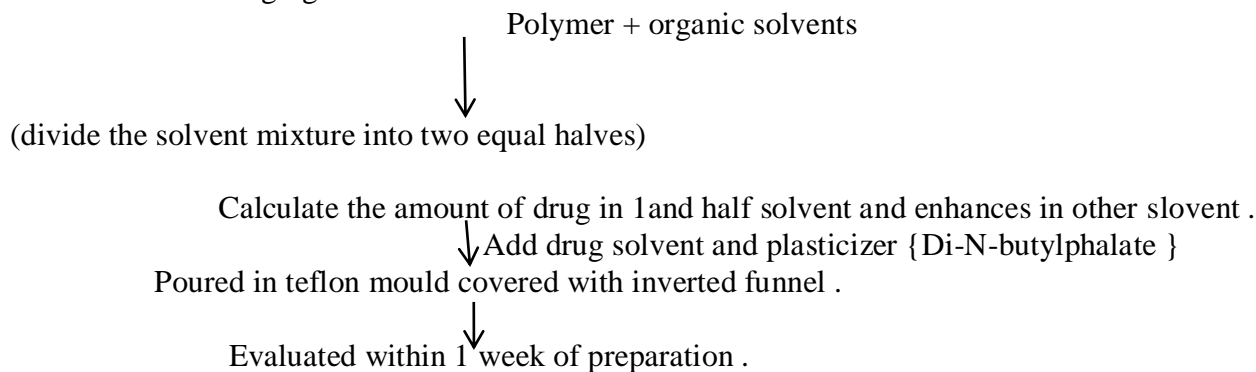 Polymer + organic solvents
(divide the solvent mixture into two equal halves)
Calculate the amount of drug in 1and half solvent and enhances in other slovent .
Add drug solvent and plasticizer {Di-N-butylphalate }
Poured in teflon mould covered with inverted funnel .
Evaluated within 1 week of preparation .